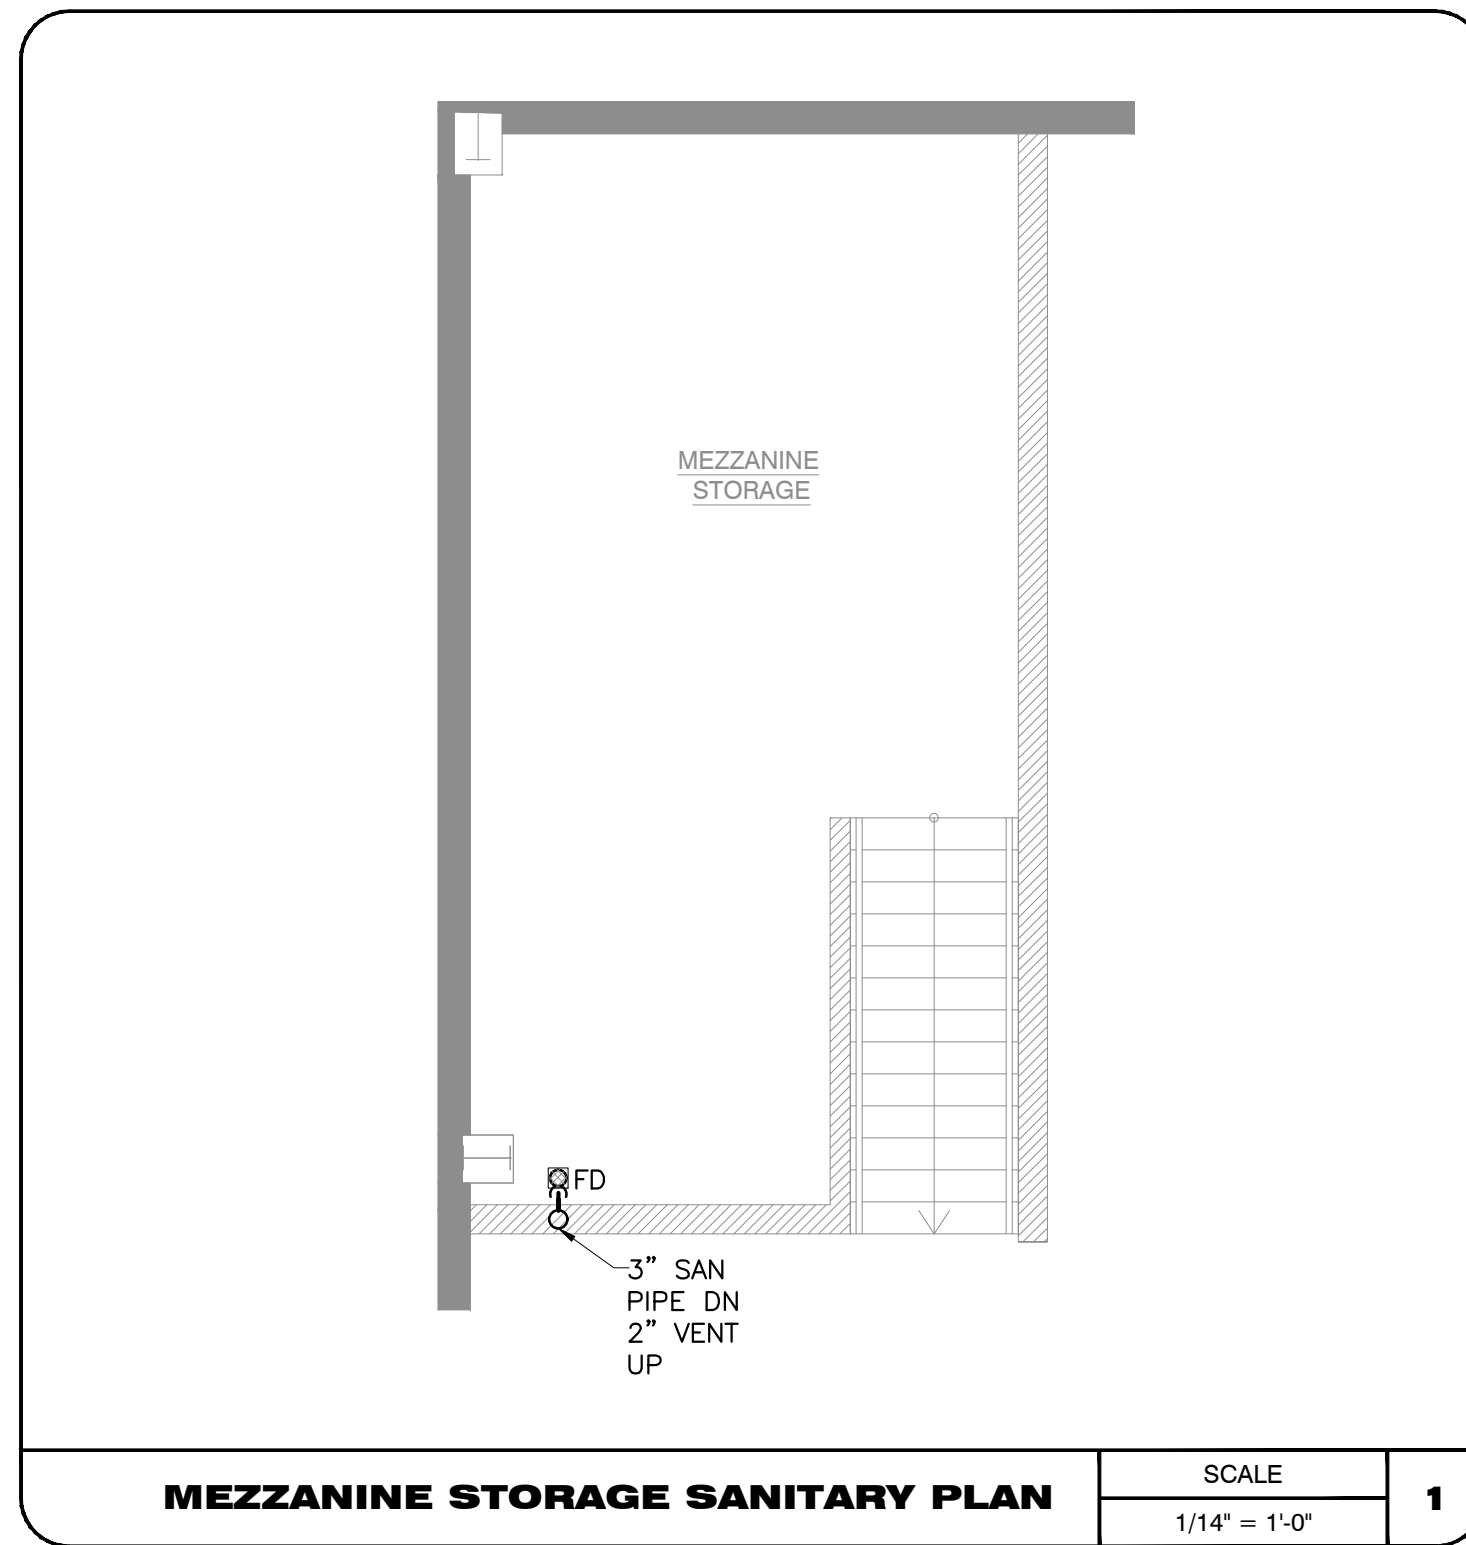 MEZZANINE
STORAGE
FD
3” SAN
PIPE DN
2” VENT
UP
MEZZANINE STORAGE SANITARY PLAN
SCALE
1/14" = 1'-0"
1